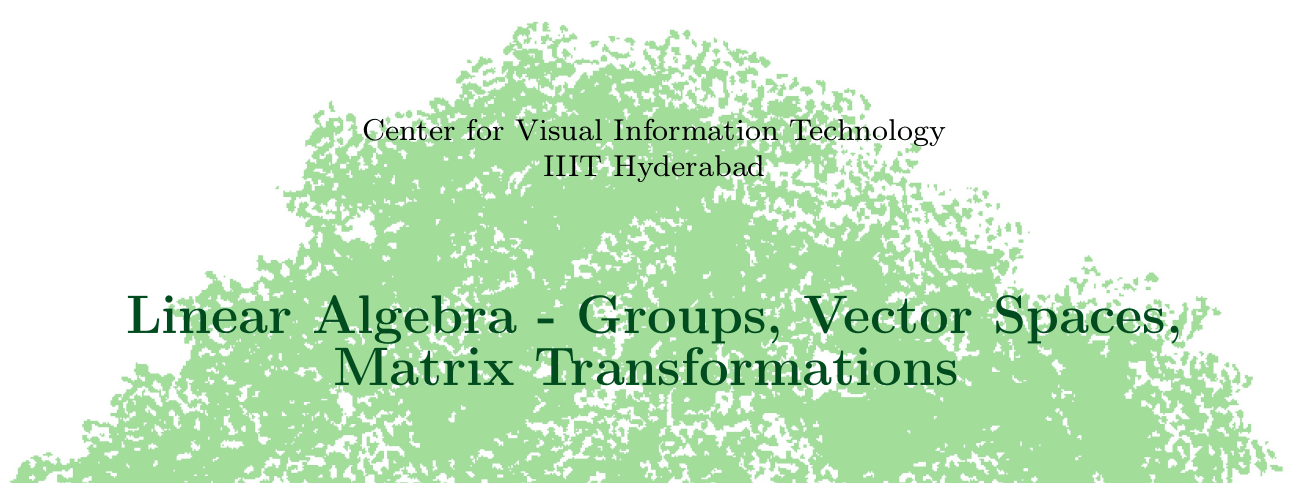 Center for Visual Information Technology
IIIT Hyderabad
Linear Algebra - Groups, Vector Spaces,
Matrix Transformations